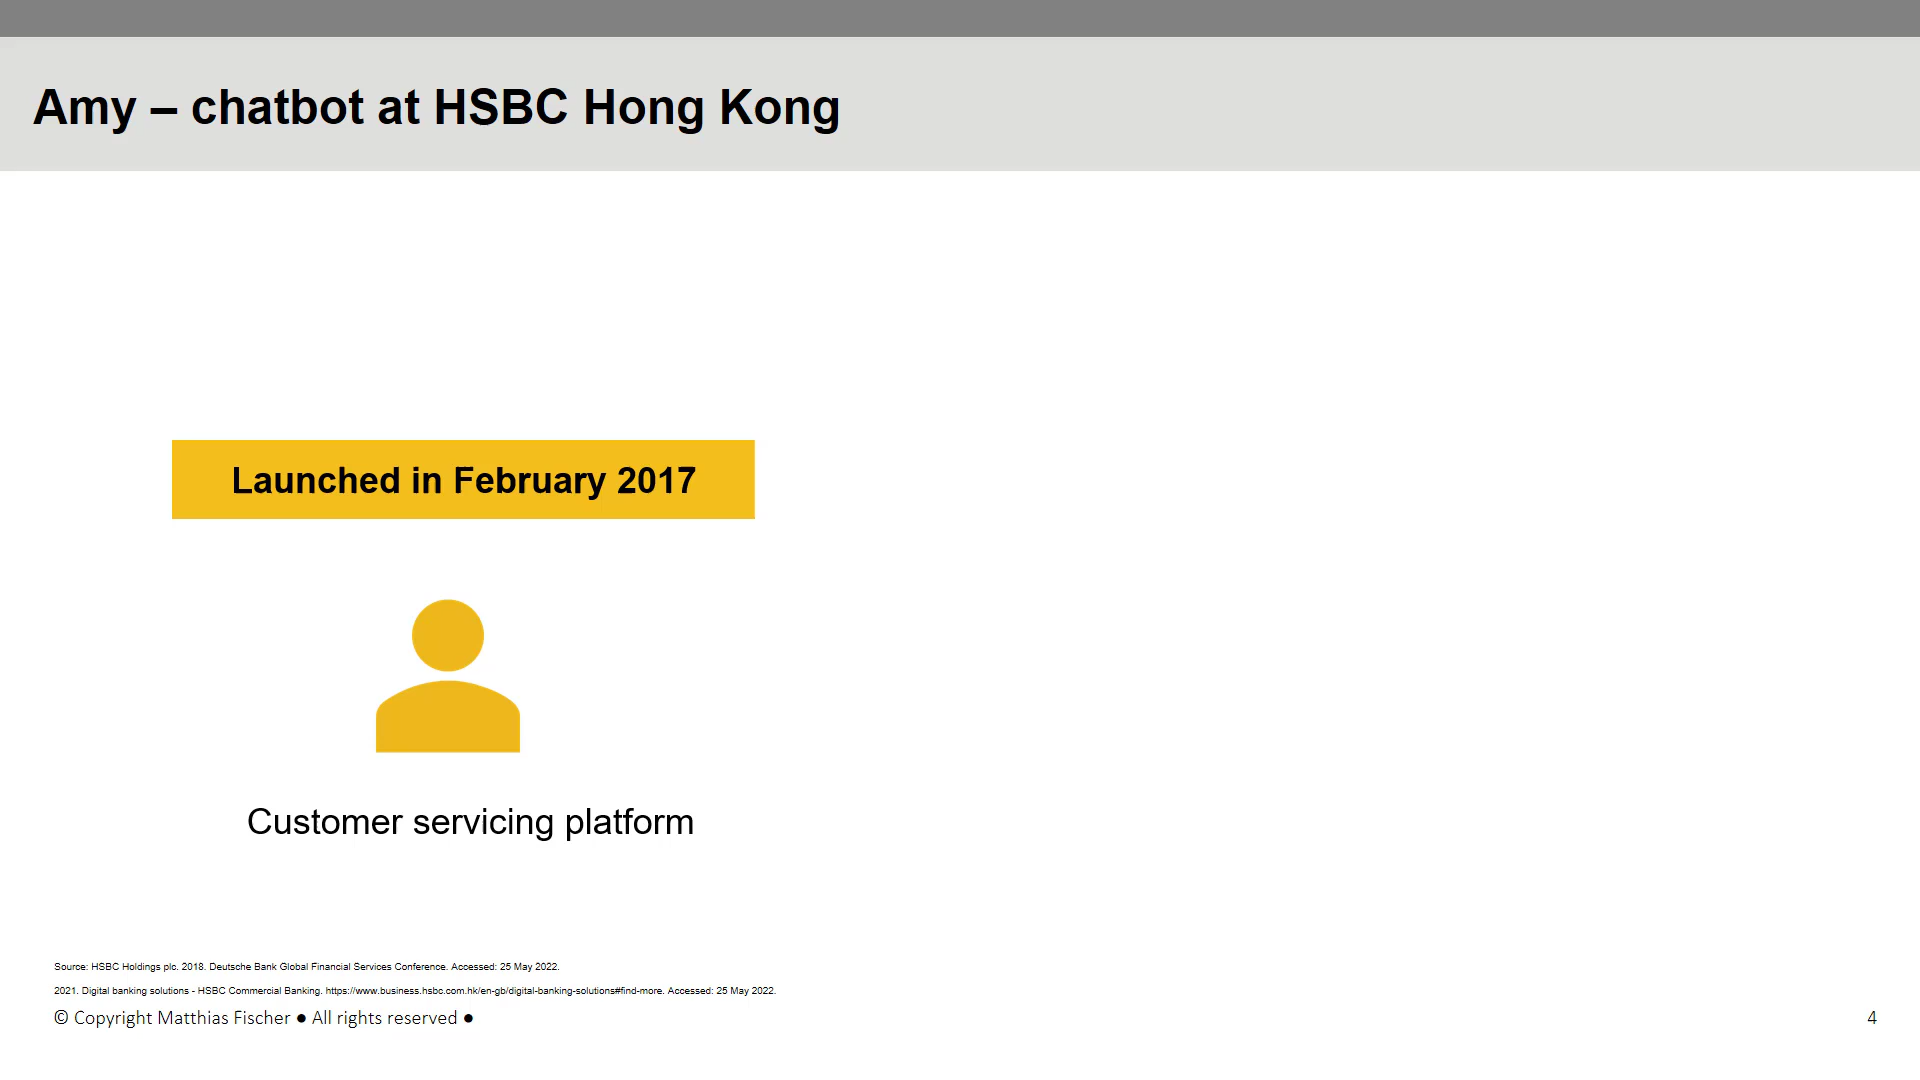 Amy – chatbot at HSBC Hong Kong
Launched in February 2017
Customer servicing platform
Source: HSBC Holdings plc. 2018. Deutsche Bank Global Financial Services Conference. Accessed: 25 May 2022.
2021. Digital banking solutions - HSBC Commercial Banking. https://www.business.hsbc.com.hk/en-gb/digital-banking-solutions#find-more. Accessed: 25 May 2022.
© Copyright Matthias Fischer ● All rights reserved ●
4